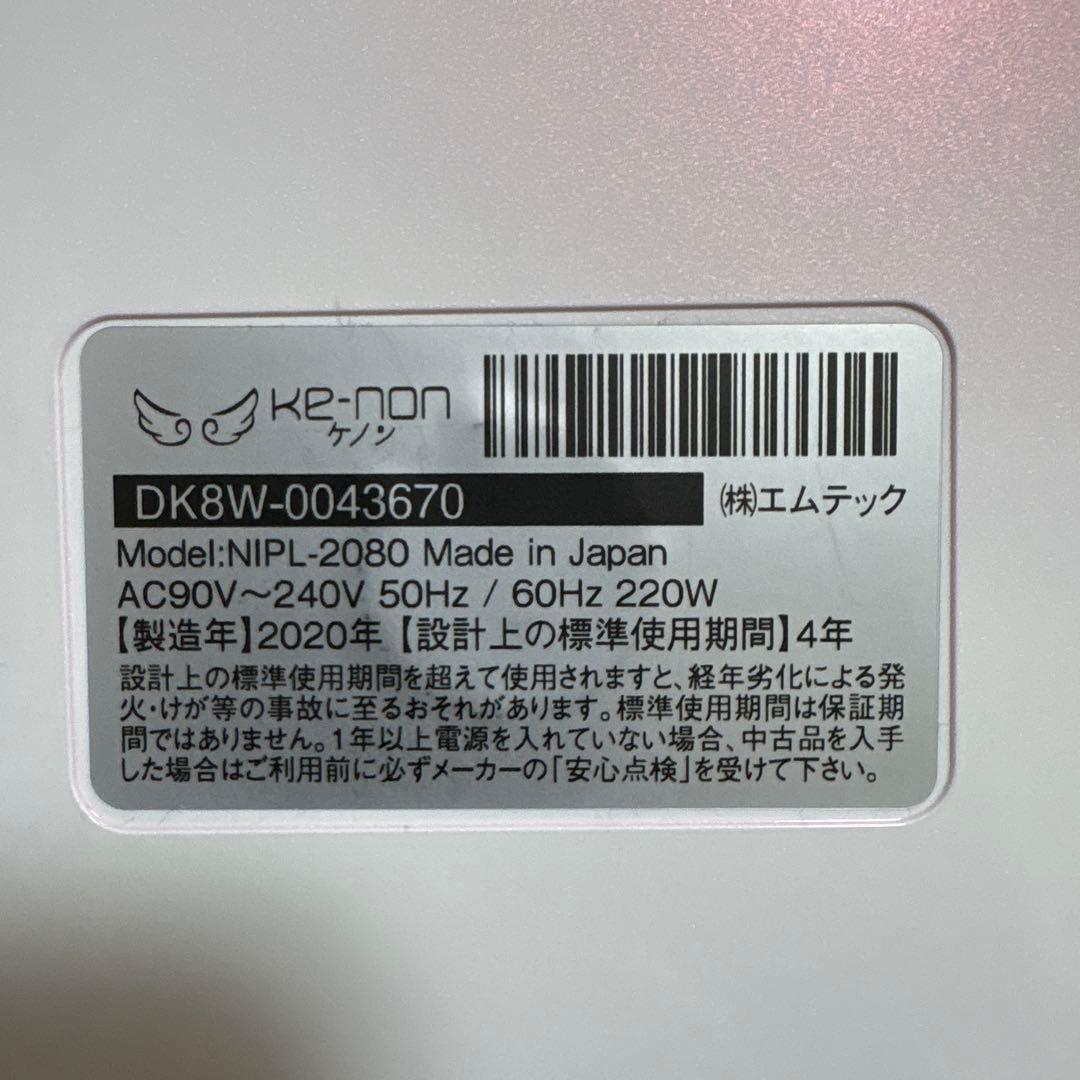 Ke-non
ケノン
DK8W-0043670
㈱エムテック
Model:NIPL-2080 Made in Japan
AC90V～240V 50Hz / 60Hz 220W
【製造年】2020年【設計上の標準使用期間】4年
設計上の標準使用期間を超えて使用されますと、経年劣化による発
火・けが等の事故に至るおそれがあります。標準使用期間は保証期
間ではありません。1年以上電源を入れていない場合、中古品を入手
した場合はご利用前に必ずメーカーの「安心点検」を受けて下さい。